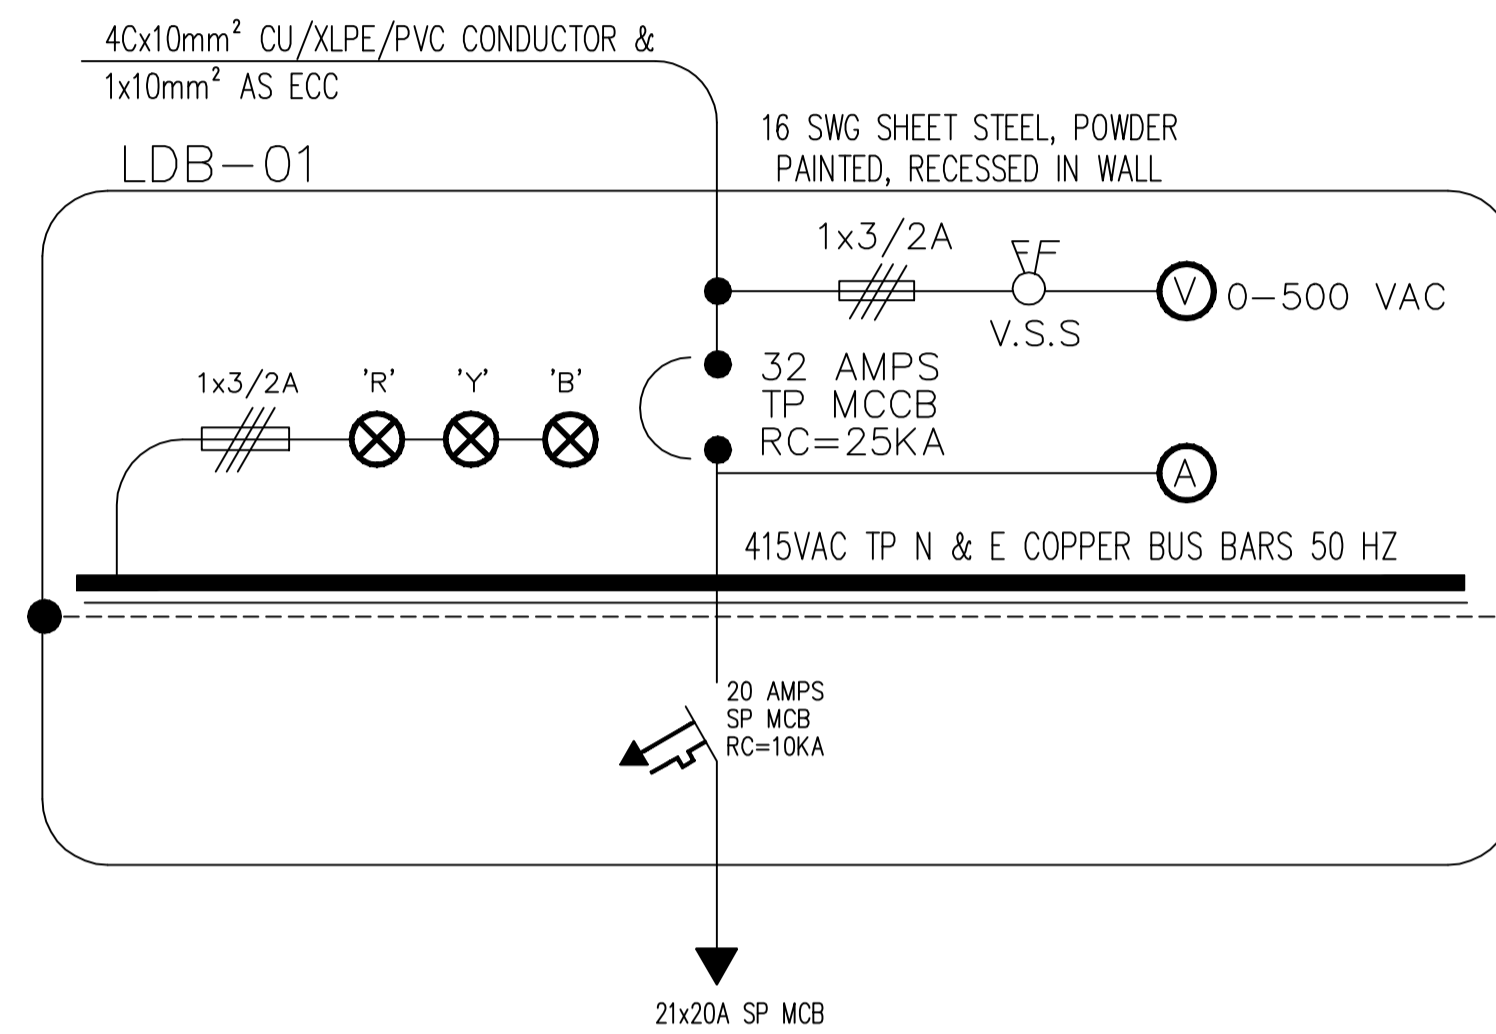 4Cx10mm² CU/XLPE/PVC CONDUCTOR &
1x10mm² AS ECC
LDB-01
16 SWG SHEET STEEL, POWDER
PAINTED, RECESSED IN WALL
1x3/2A
V
0-500 VAC
V.S.S
32 AMPS
TP MCCB
RC=25KA
1x3/2A
'R' 'Y' 'B'
A
415VAC TP N & E COPPER BUS BARS 50 HZ
20 AMPS
SP MCB
RC=10KA
21x20A SP MCB